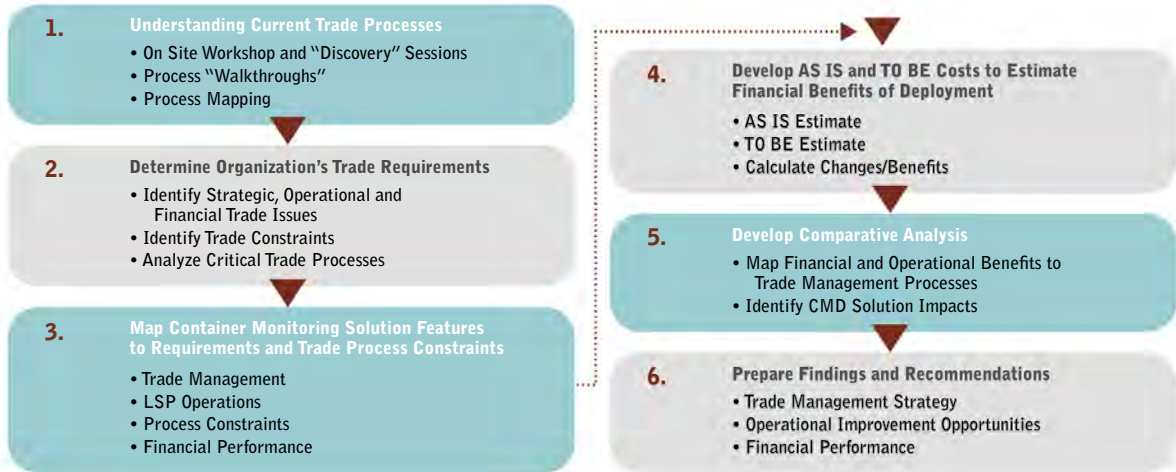 1.
Understanding Current Trade Processes
• On Site Workshop and “Discovery” Sessions
• Process “Walkthroughs”
• Process Mapping
2.
Determine Organization’s Trade Requirements
• Identify Strategic, Operational and
Financial Trade Issues
• Identify Trade Constraints
• Analyze Critical Trade Processes
3.
Map Container Monitoring Solution Features
to Requirements and Trade Process Constraints
• Trade Management
• LSP Operations
• Process Constraints
• Financial Performance
4.
Develop AS IS and TO BE Costs to Estimate
Financial Benefits of Deployment
• AS IS Estimate
• TO BE Estimate
• Calculate Changes/Benefits
5.
Develop Comparative Analysis
• Map Financial and Operational Benefits to
Trade Management Processes
• Identify CMD Solution Impacts
6.
Prepare Findings and Recommendations
• Trade Management Strategy
• Operational Improvement Opportunities
• Financial Performance